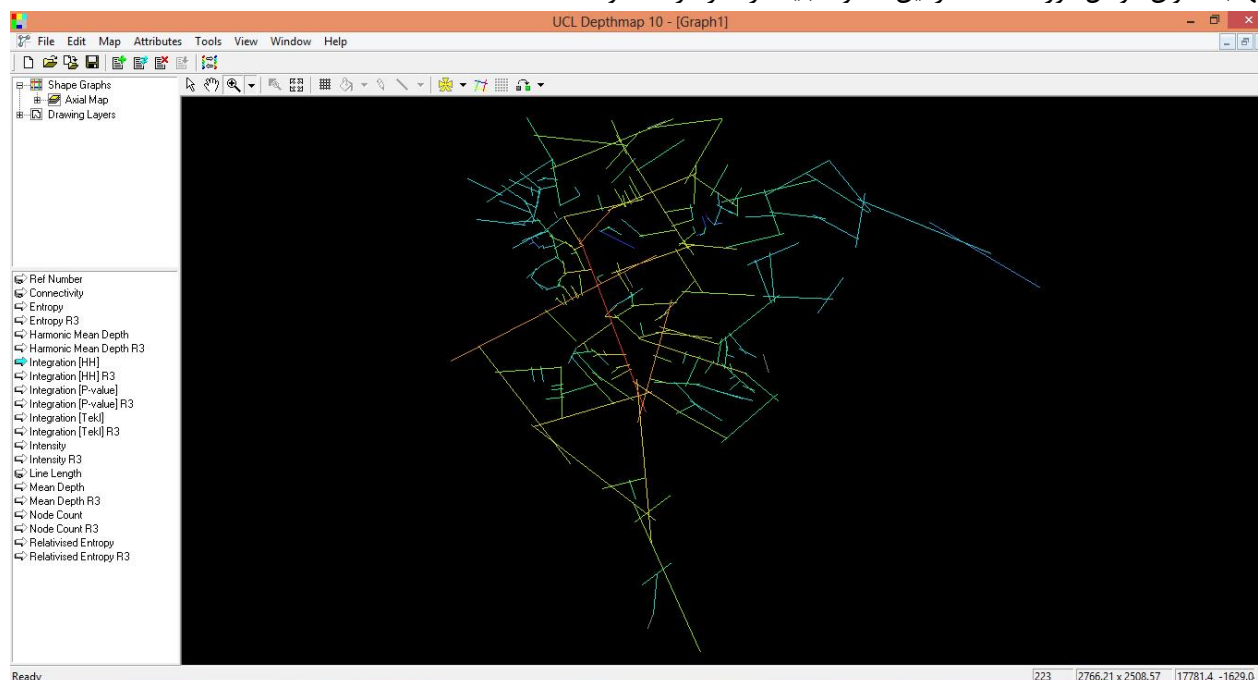 UCL Depthmap 10 - [Graph1]
File Edit Map Attributes Tools View Window Help
Shape Graphs
Axial Map
Drawing Layers
Ref Number
Connectivity
Entropy
Entropy R3
Harmonic Mean Depth
Harmonic Mean Depth R3
Integration [HH]
Integration [HH] R3
Integration [P-value]
Integration [P-value] R3
Integration [Tekl]
Integration [Tekl] R3
Intensity
Intensity R3
Line Length
Mean Depth
Mean Depth R3
Node Count
Node Count R3
Relativised Entropy
Relativised Entropy R3
Ready 223 2766.21 x 2508.57 17781.4, -1629.0